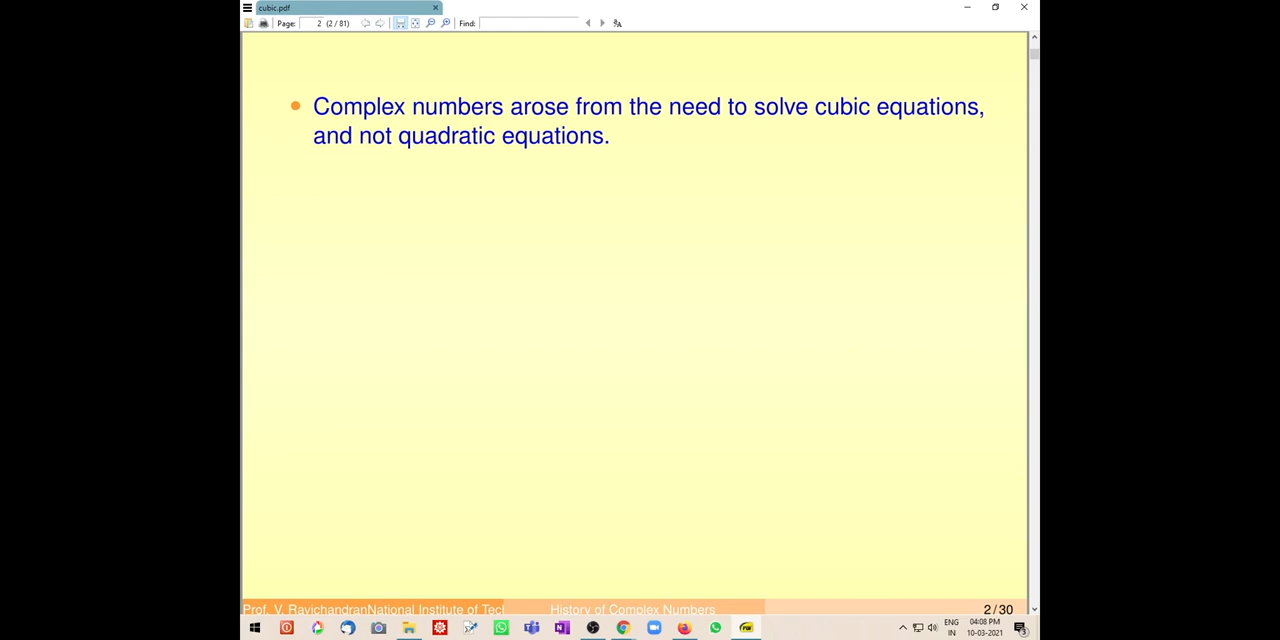 cubic.pdf
Page: 2 (2 / 81) Find:
Complex numbers arose from the need to solve cubic equations,
and not quadratic equations.
Prof. V. RavichandranNational Institute of Tecl History of Complex Numbers 2 / 30
ENG 04:08 PM
IN 10-03-2021